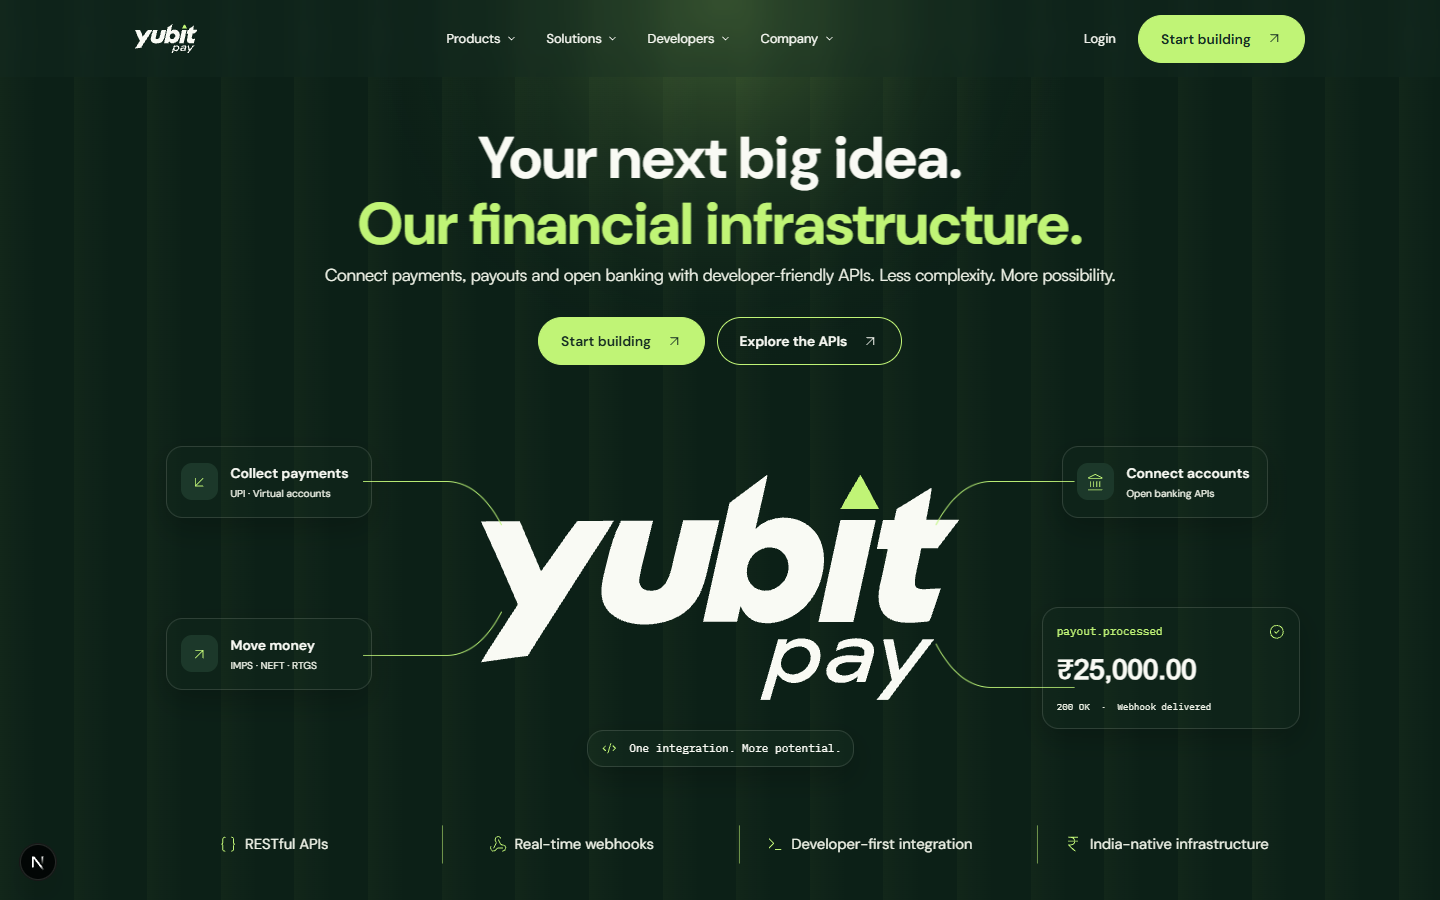 yubit
pay
Products
Solutions
Developers
Company
Login
Start building
Your next big idea.
Our financial infrastructure.
Connect payments, payouts and open banking with developer-friendly APIs. Less complexity. More possibility.
Start building
Explore the APIs
Collect payments
UPI · Virtual accounts
Connect accounts
Open banking APIs
yubit
pay
Move money
IMPS · NEFT · RTGS
payout.processed
₹25,000.00
200 OK - Webhook delivered
One integration. More potential.
RESTful APIs
Real-time webhooks
Developer-first integration
India-native infrastructure
N